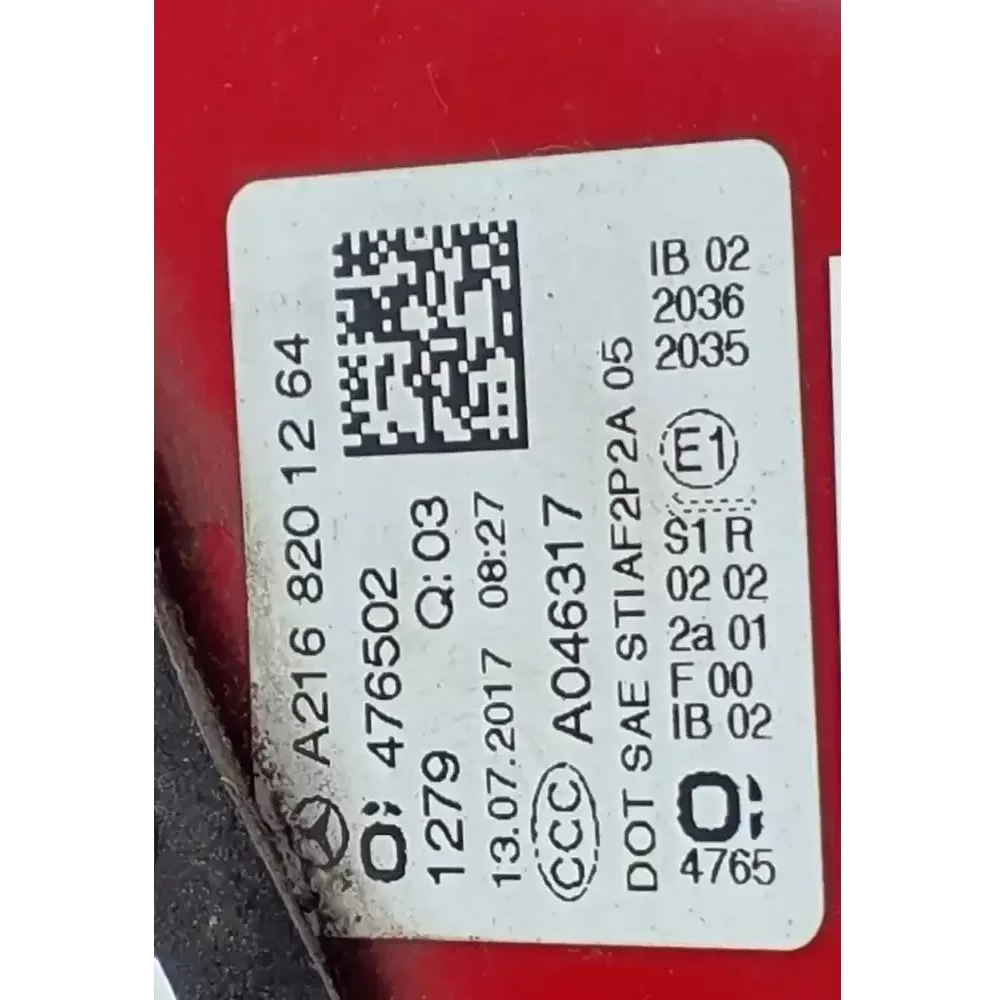 A216 820 12 64
476502
1279 Q:03
13.07.2017 08:27
CCC A046317
DOT SAE STIAF2P2A 05
IB 02
2036
2035
E1
S1 R
02 02
2a 01
F 00
IB 02
4765